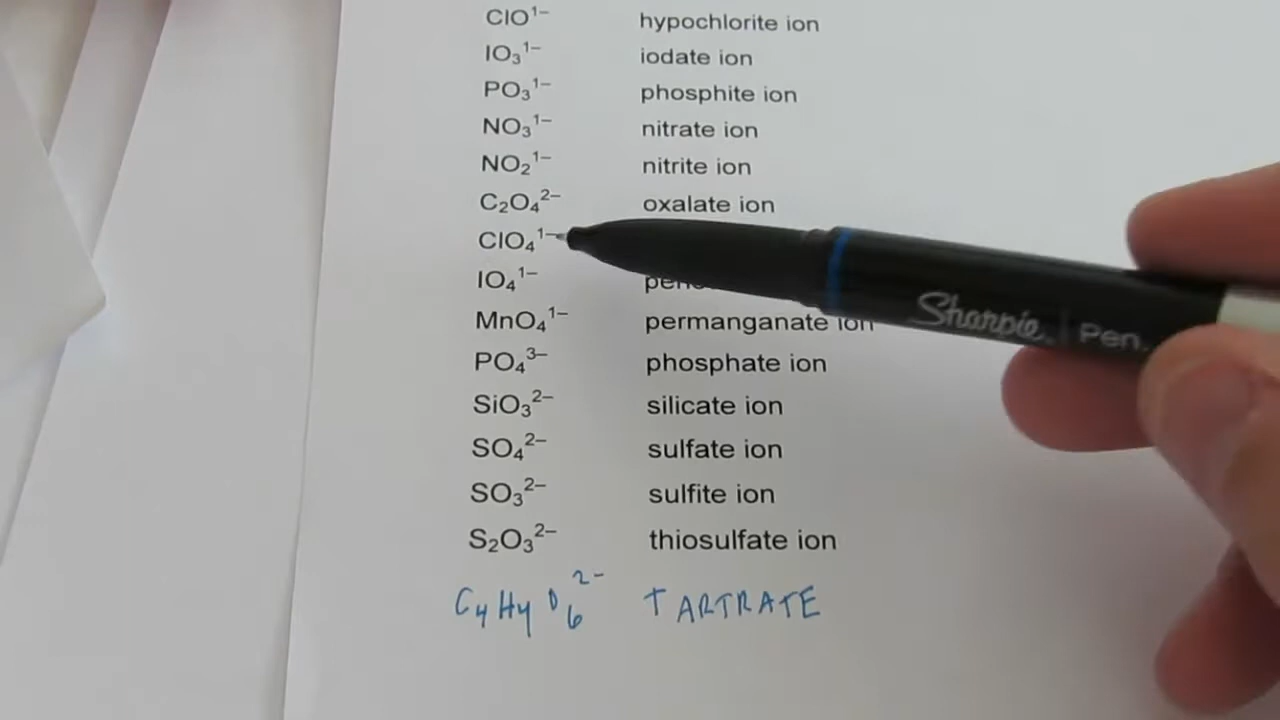 ClO¹⁻ hypochlorite ion
IO₃¹⁻ iodate ion
PO₃¹⁻ phosphite ion
NO₃¹⁻ nitrate ion
NO₂¹⁻ nitrite ion
C₂O₄²⁻ oxalate ion
ClO₄¹⁻
IO₄¹⁻
MnO₄¹⁻ permanganate ion
PO₄³⁻ phosphate ion
SiO₃²⁻ silicate ion
SO₄²⁻ sulfate ion
SO₃²⁻ sulfite ion
S₂O₃²⁻ thiosulfate ion
C₄H₄O₆²⁻ TARTRATE
Sharpie. Pen.